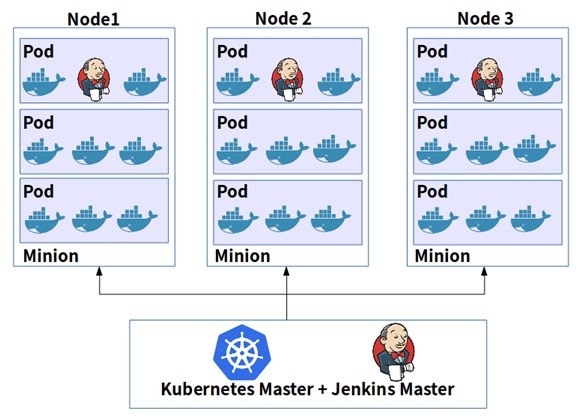 Node1
Node 2
Node 3
Pod
Pod
Pod
Pod
Pod
Pod
Pod
Pod
Pod
Minion
Minion
Minion
Kubernetes Master + Jenkins Master